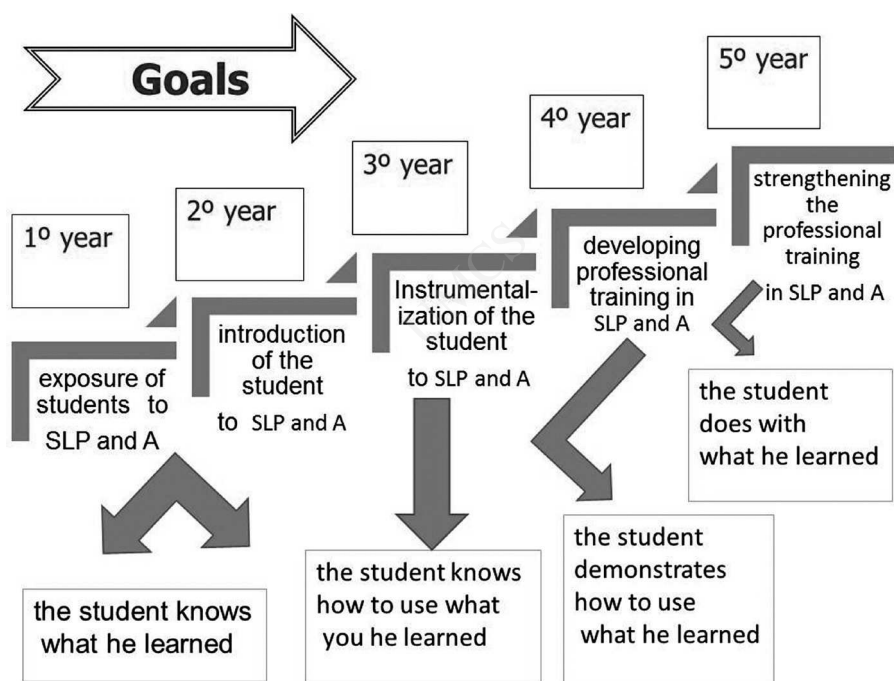 Goals
1º year
2º year
3º year
4º year
5º year
exposure of
students to
SLP and A
introduction
of the
student
to SLP and A
Instrumental-
ization of the
student
to SLP and A
developing
professional
training in
SLP and A
strengthening
the
professional
training
in SLP and A
the student knows
what he learned
the student knows
how to use what
you he learned
the student
demonstrates
how to use
what he learned
the student
does with
what he learned